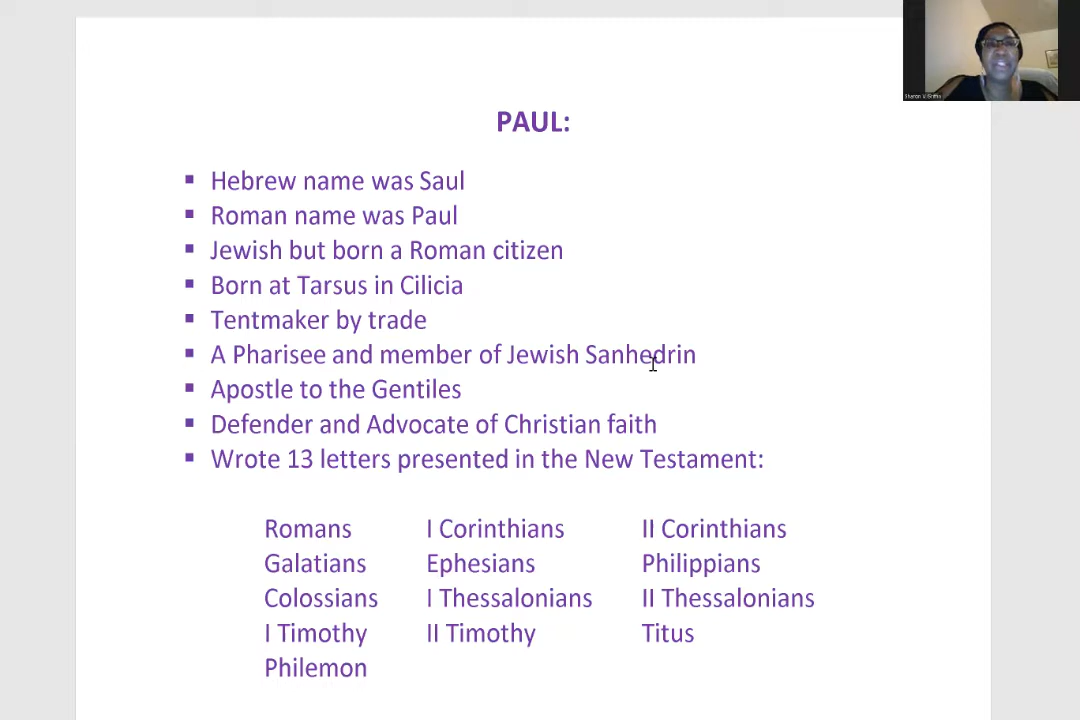 Sharon V Griffin
PAUL:
▪ Hebrew name was Saul
▪ Roman name was Paul
▪ Jewish but born a Roman citizen
▪ Born at Tarsus in Cilicia
▪ Tentmaker by trade
▪ A Pharisee and member of Jewish Sanhedrin
▪ Apostle to the Gentiles
▪ Defender and Advocate of Christian faith
▪ Wrote 13 letters presented in the New Testament:
Romans I Corinthians II Corinthians
Galatians Ephesians Philippians
Colossians I Thessalonians II Thessalonians
I Timothy II Timothy Titus
Philemon